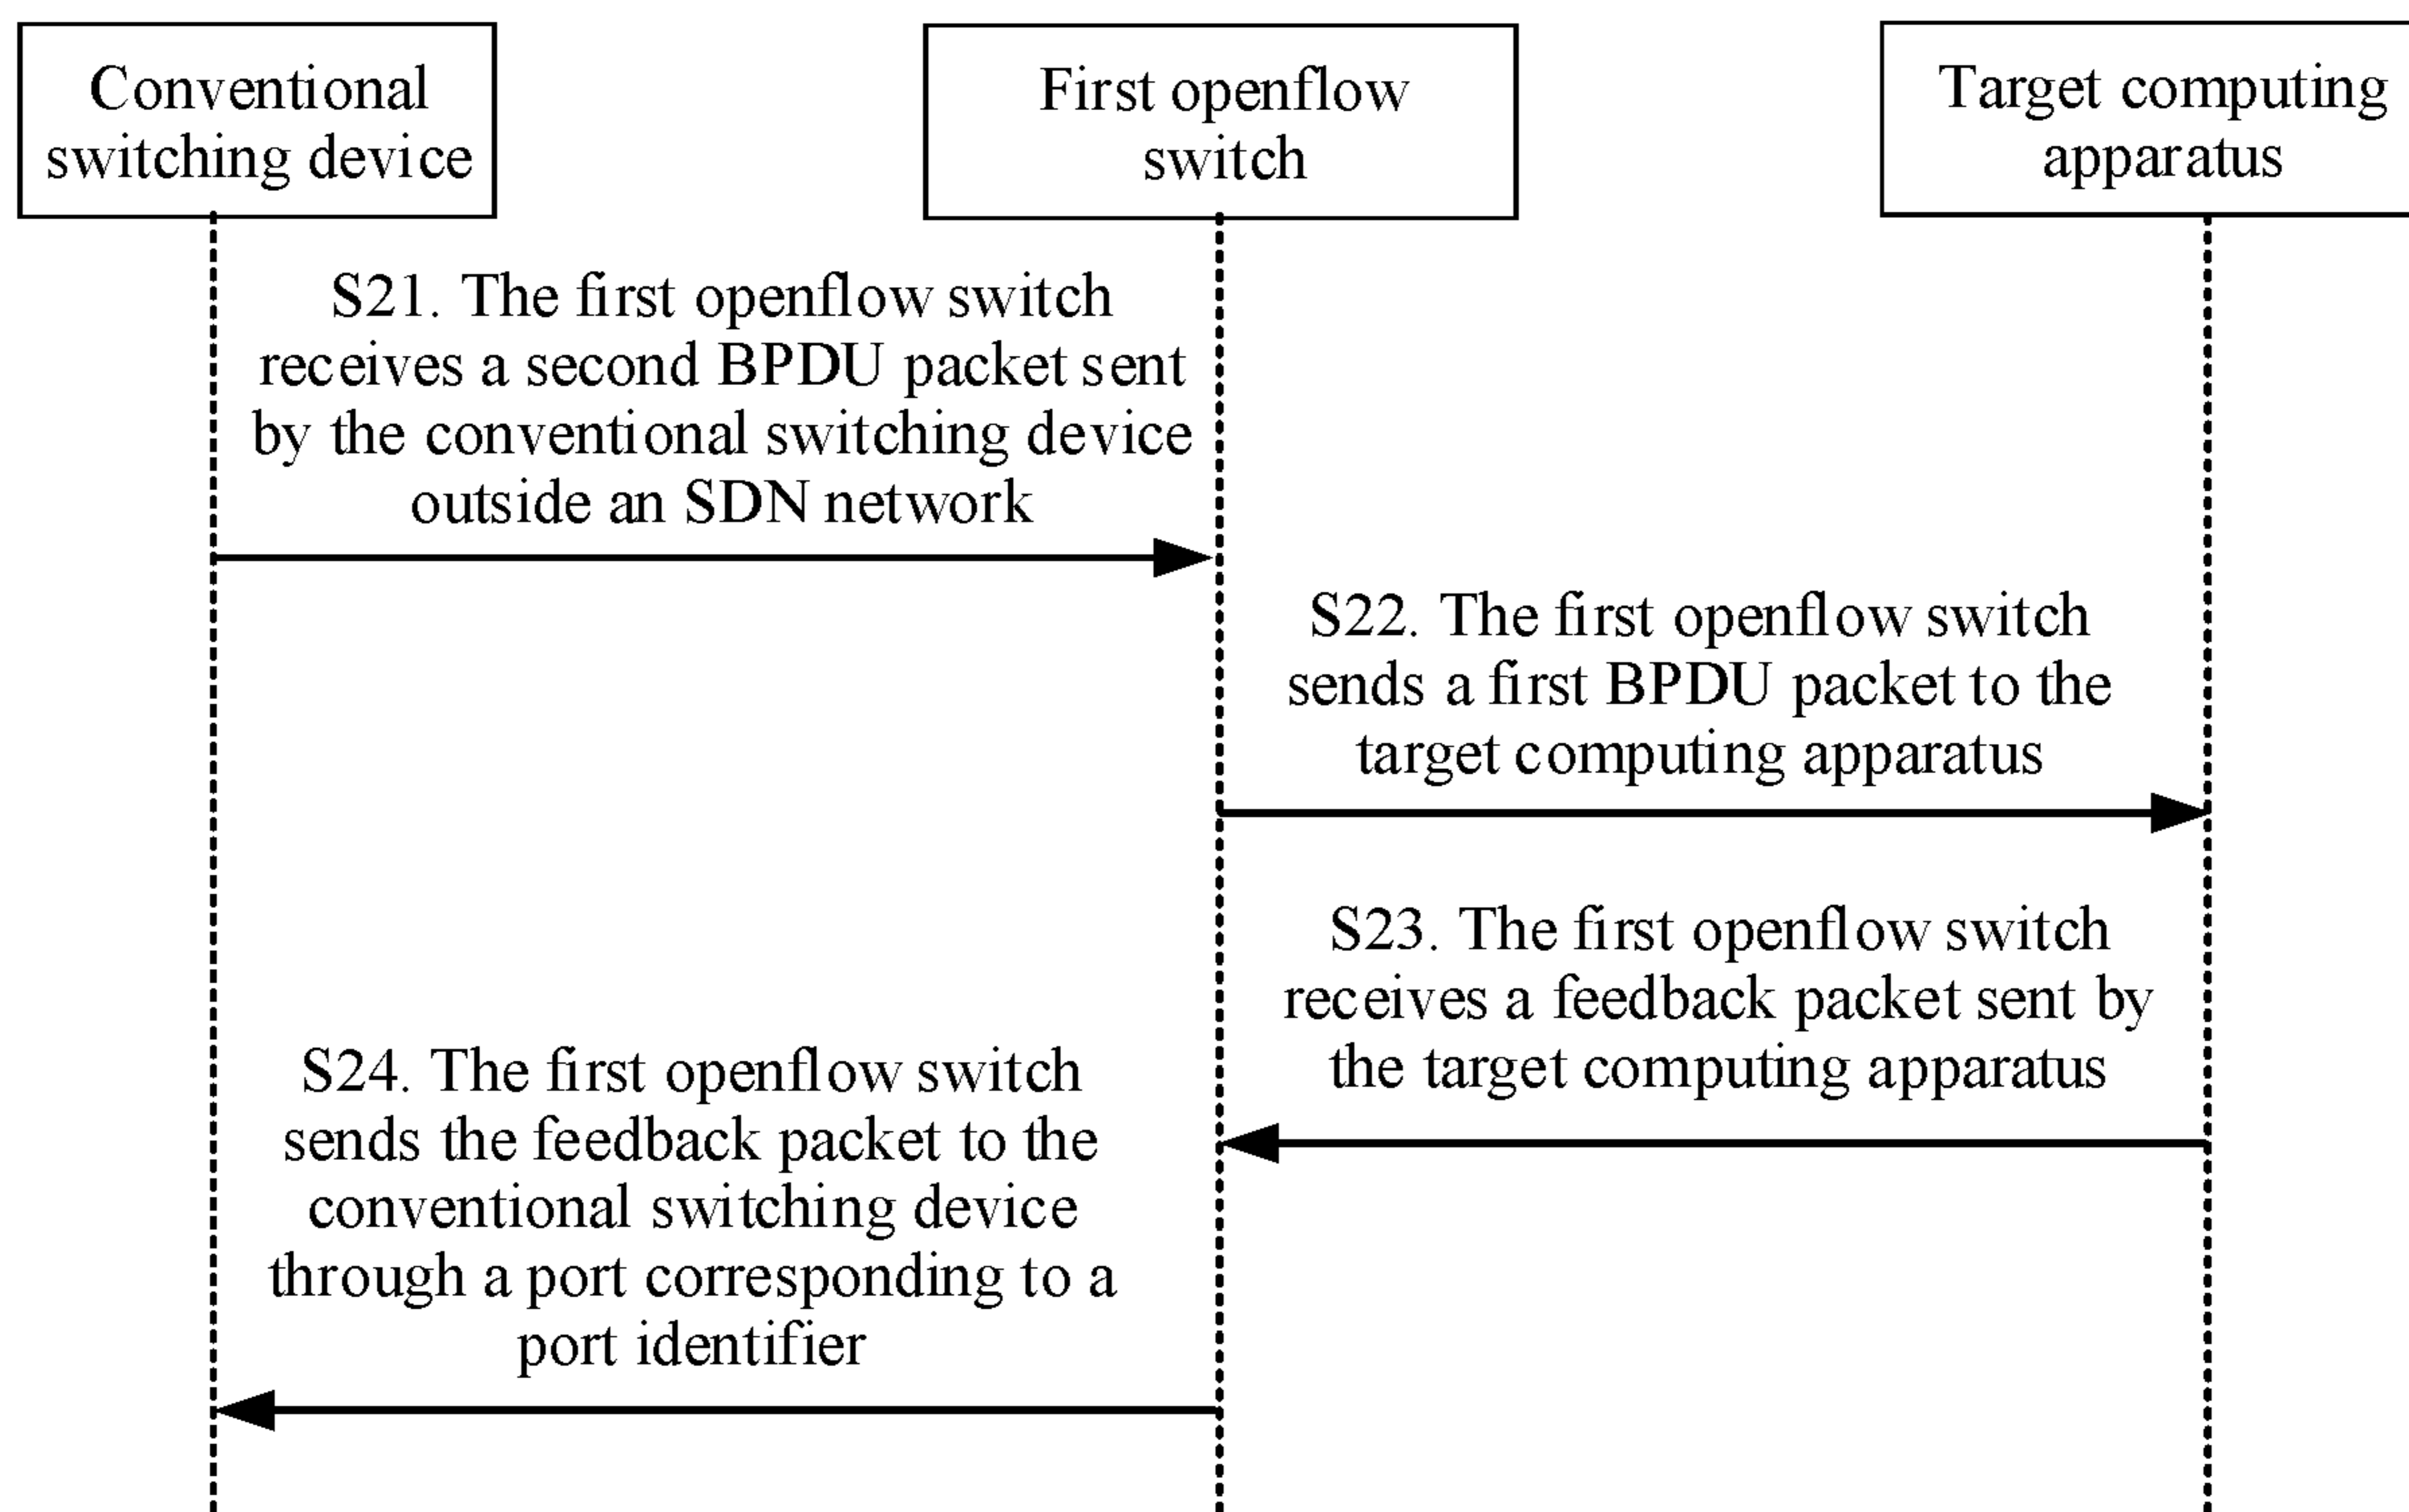 Conventional
switching device
First openflow
switch
Target computing
apparatus
S21. The first openflow switch
receives a second BPDU packet sent
by the conventional switching device
outside an SDN network
S22. The first openflow switch
sends a first BPDU packet to the
target computing apparatus
S23. The first openflow switch
receives a feedback packet sent by
the target computing apparatus
S24. The first openflow switch
sends the feedback packet to the
conventional switching device
through a port corresponding to a
port identifier